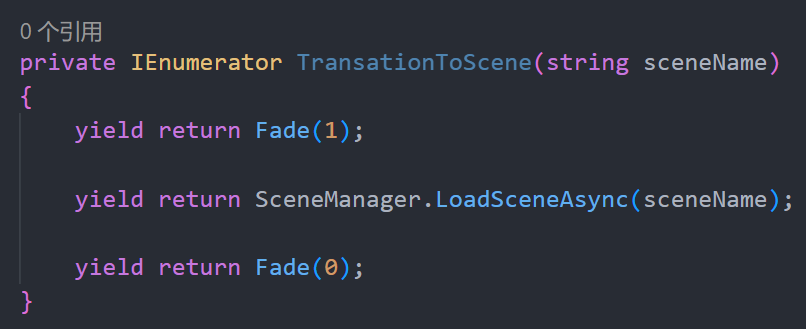 0 个引用
private IEnumerator TransationToScene(string sceneName)
{
yield return Fade(1);
yield return SceneManager.LoadSceneAsync(sceneName);
yield return Fade(0);
}